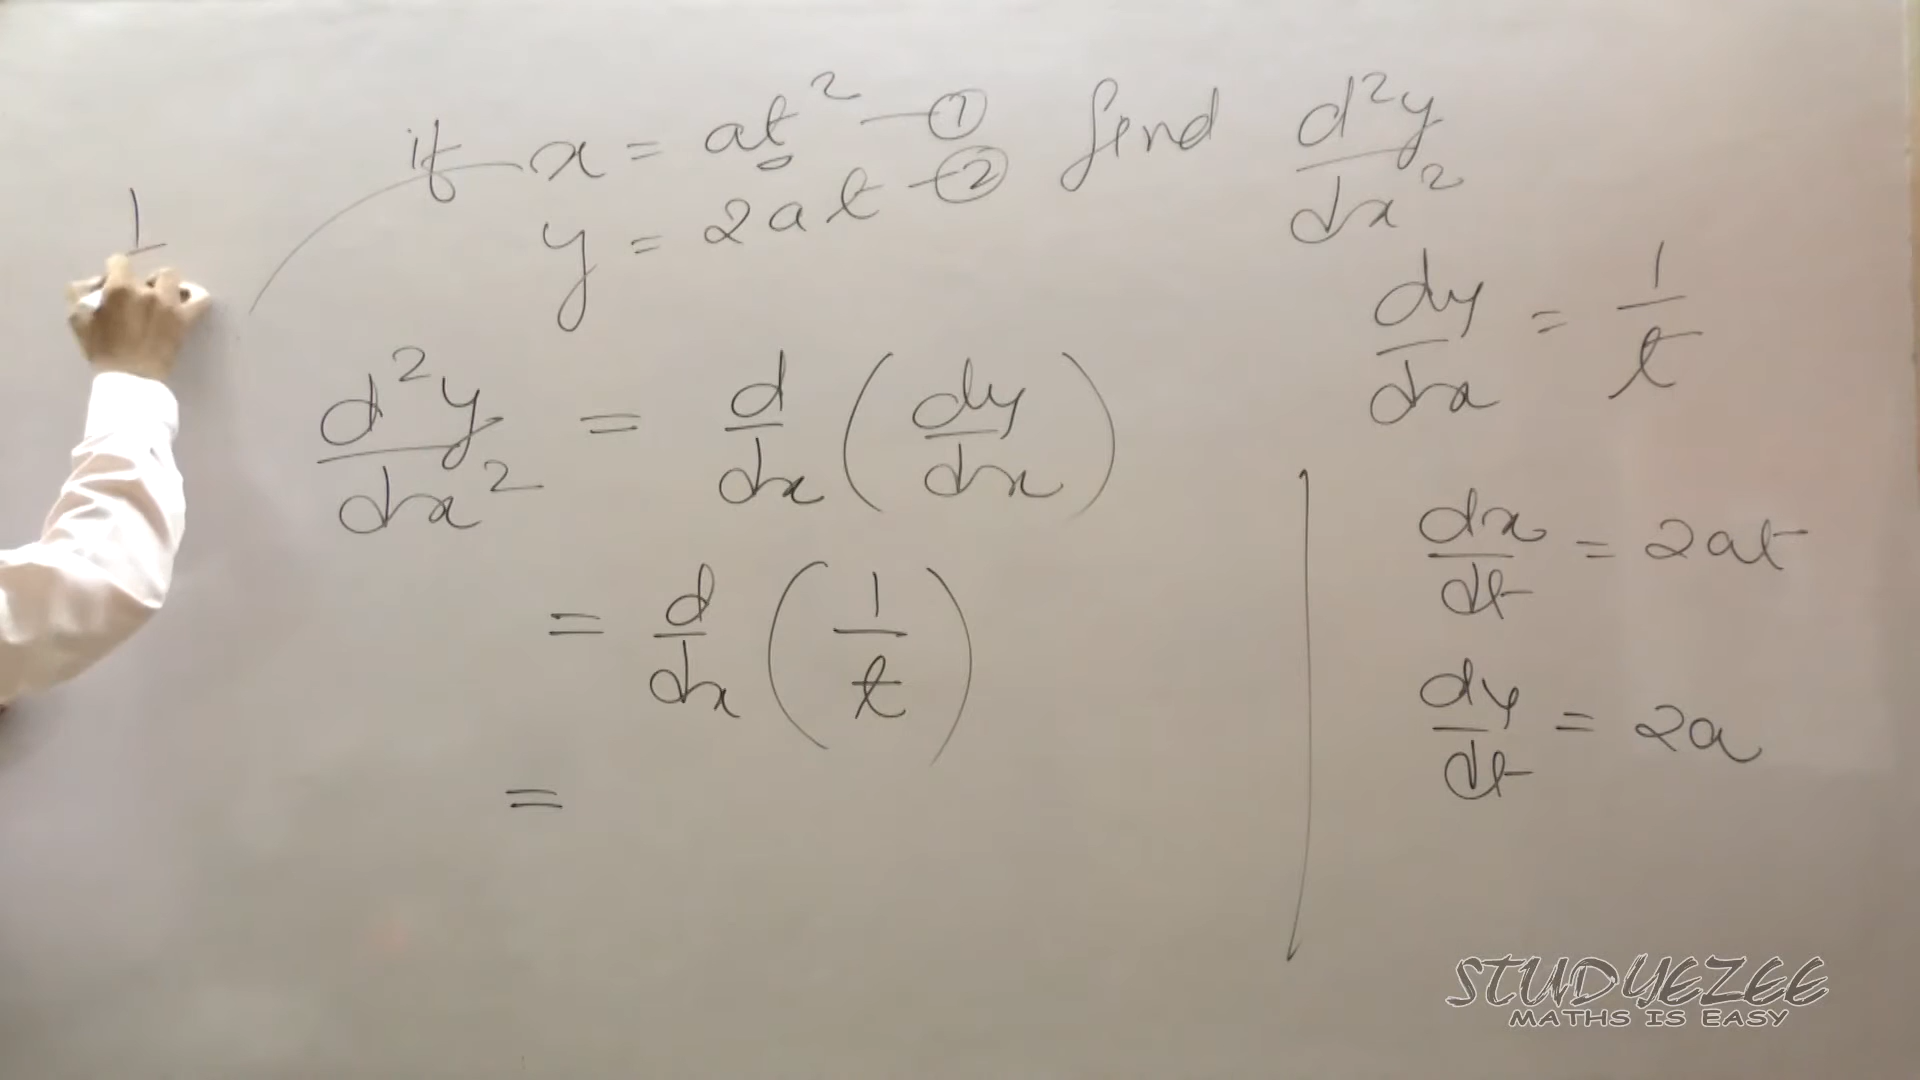 if x = at² — ① find d²y/dx²
y = 2at — ②
1
dy/dx = 1/t
d²y/dx² = d/dx (dy/dx)
dx/dt = 2at
= d/dx (1/t)
dy/dt = 2a
=
STUDYEZEE
MATHS IS EASY